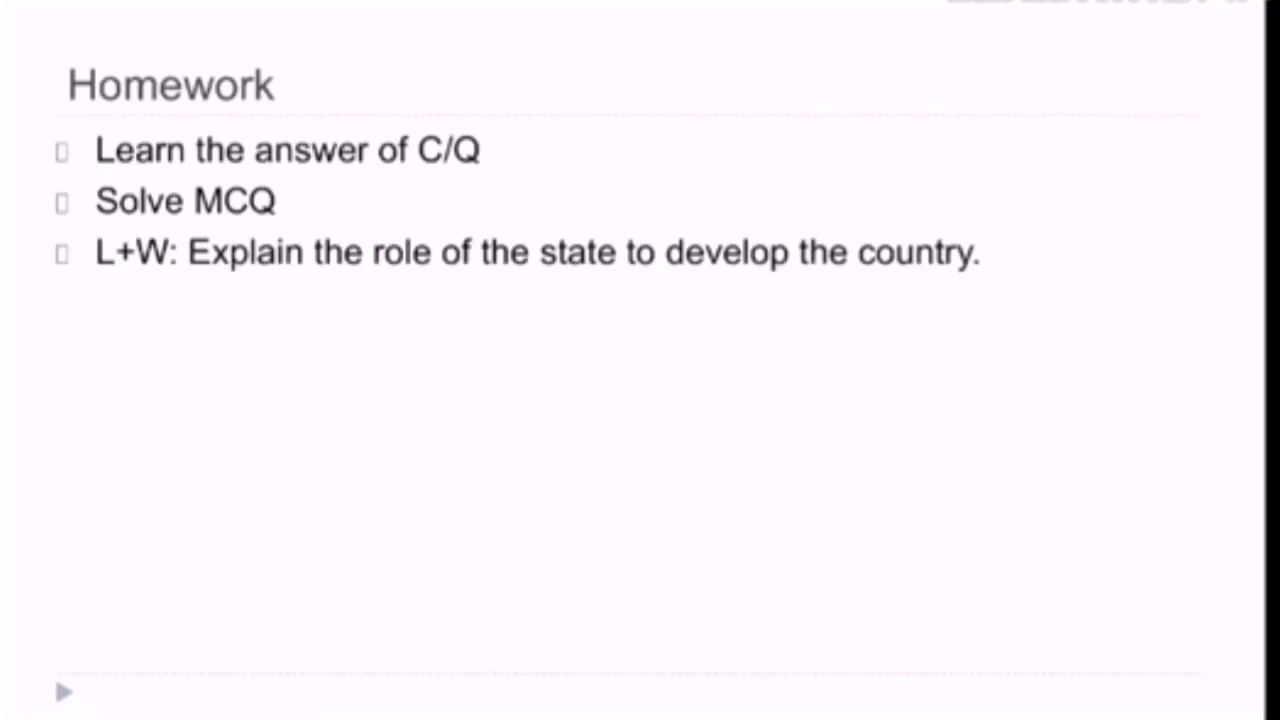 Homework
Learn the answer of C/Q
Solve MCQ
L+W: Explain the role of the state to develop the country.